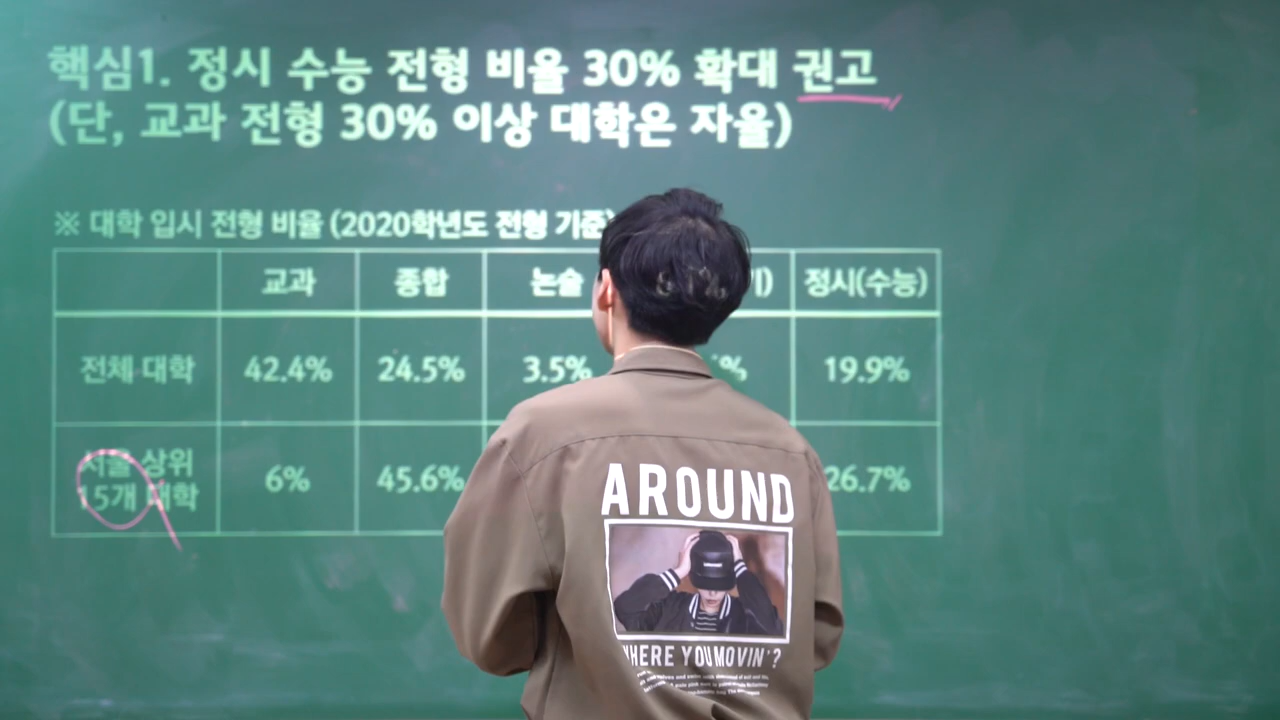 핵심1. 정시 수능 전형 비율 30% 확대 권고
(단, 교과 전형 30% 이상 대학은 자율)
※ 대학 입시 전형 비율 (2020학년도 전형 기준)
교과 종합 논술 정시(수능)
전체 대학 42.4% 24.5% 3.5% 19.9%
서울 상위
15개 대학 6% 45.6% 26.7%
AROUND
WHERE YOU MOVIN'?